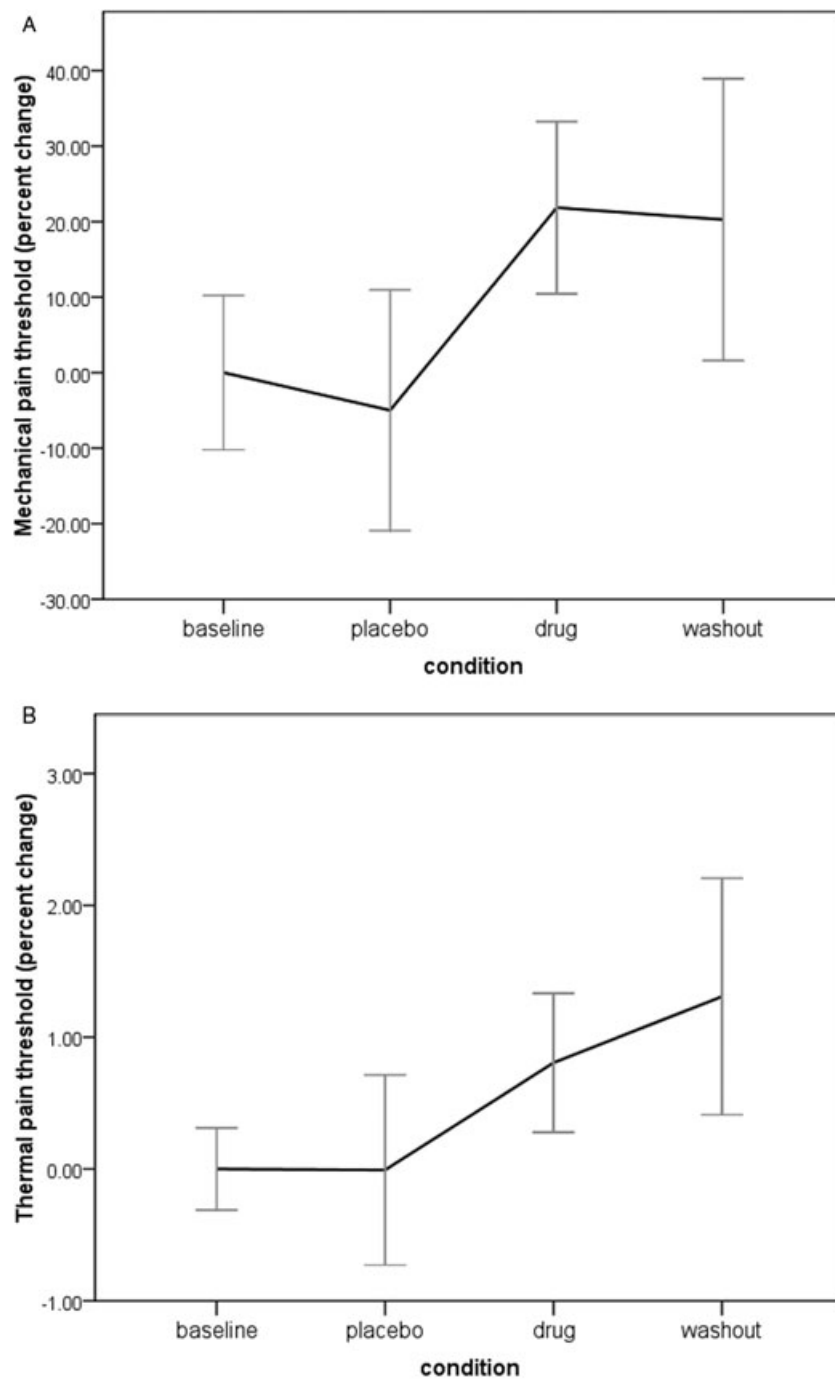 A
Mechanical pain threshold (percent change)
40.00
30.00
20.00
10.00
0.00
-10.00
-20.00
-30.00
baseline placebo drug washout
condition
B
Thermal pain threshold (percent change)
3.00
2.00
1.00
0.00
-1.00
baseline placebo drug washout
condition